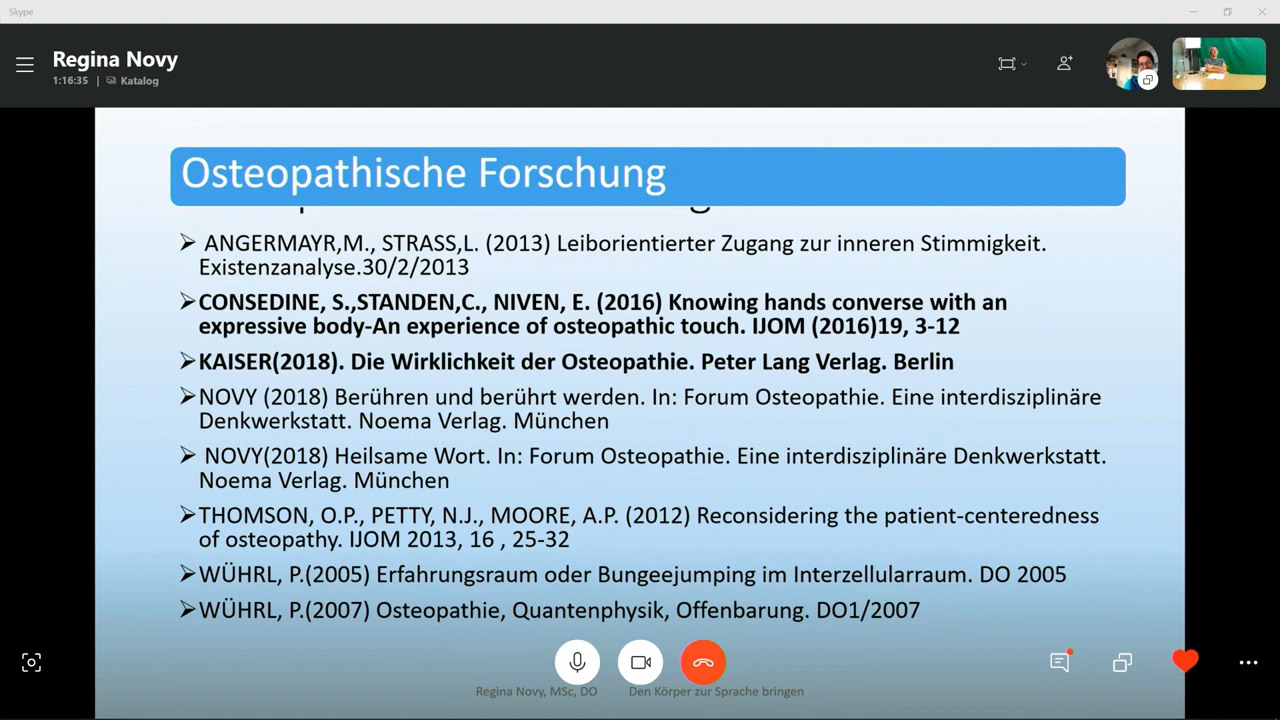 Skype
Regina Novy
1:16:35 | Katalog
Osteopathische Forschung
ANGERMAYR,M., STRASS,L. (2013) Leiborientierter Zugang zur inneren Stimmigkeit.
Existenzanalyse.30/2/2013
CONSEDINE, S.,STANDEN,C., NIVEN, E. (2016) Knowing hands converse with an
expressive body-An experience of osteopathic touch. IJOM (2016)19, 3-12
KAISER(2018). Die Wirklichkeit der Osteopathie. Peter Lang Verlag. Berlin
NOVY (2018) Berühren und berührt werden. In: Forum Osteopathie. Eine interdisziplinäre
Denkwerkstatt. Noema Verlag. München
NOVY(2018) Heilsame Wort. In: Forum Osteopathie. Eine interdisziplinäre Denkwerkstatt.
Noema Verlag. München
THOMSON, O.P., PETTY, N.J., MOORE, A.P. (2012) Reconsidering the patient-centeredness
of osteopathy. IJOM 2013, 16 , 25-32
WÜHRL, P.(2005) Erfahrungsraum oder Bungeejumping im Interzellularraum. DO 2005
WÜHRL, P.(2007) Osteopathie, Quantenphysik, Offenbarung. DO1/2007
Regina Novy, MSc, DO Den Körper zur Sprache bringen